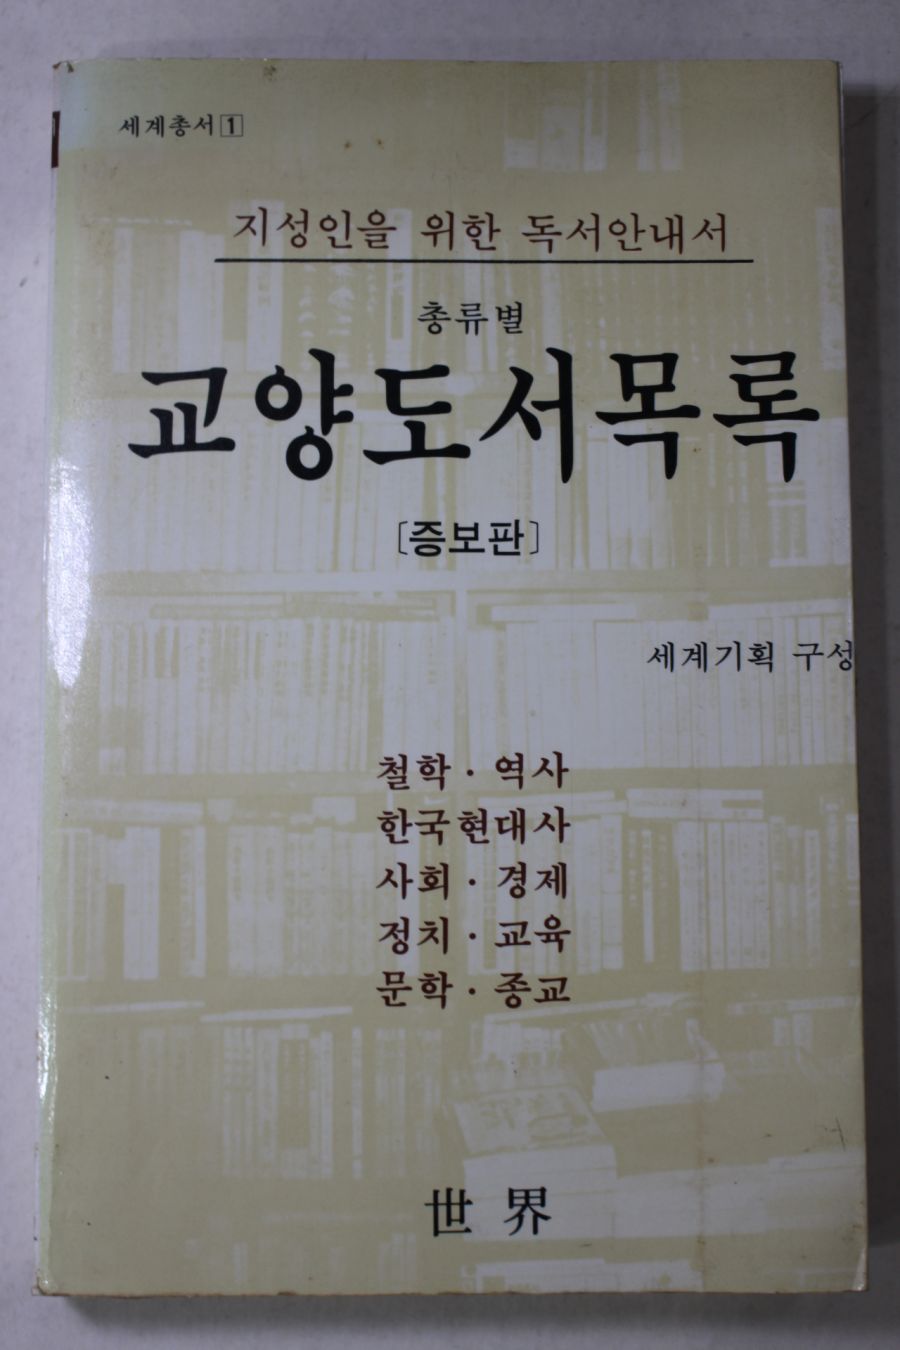 세계총서 1
지성인을 위한 독서안내서
총류별
교양도서목록
[증보판]
세계기획 구성
철학 · 역사
한국현대사
사회 · 경제
정치 · 교육
문학 · 종교
世界